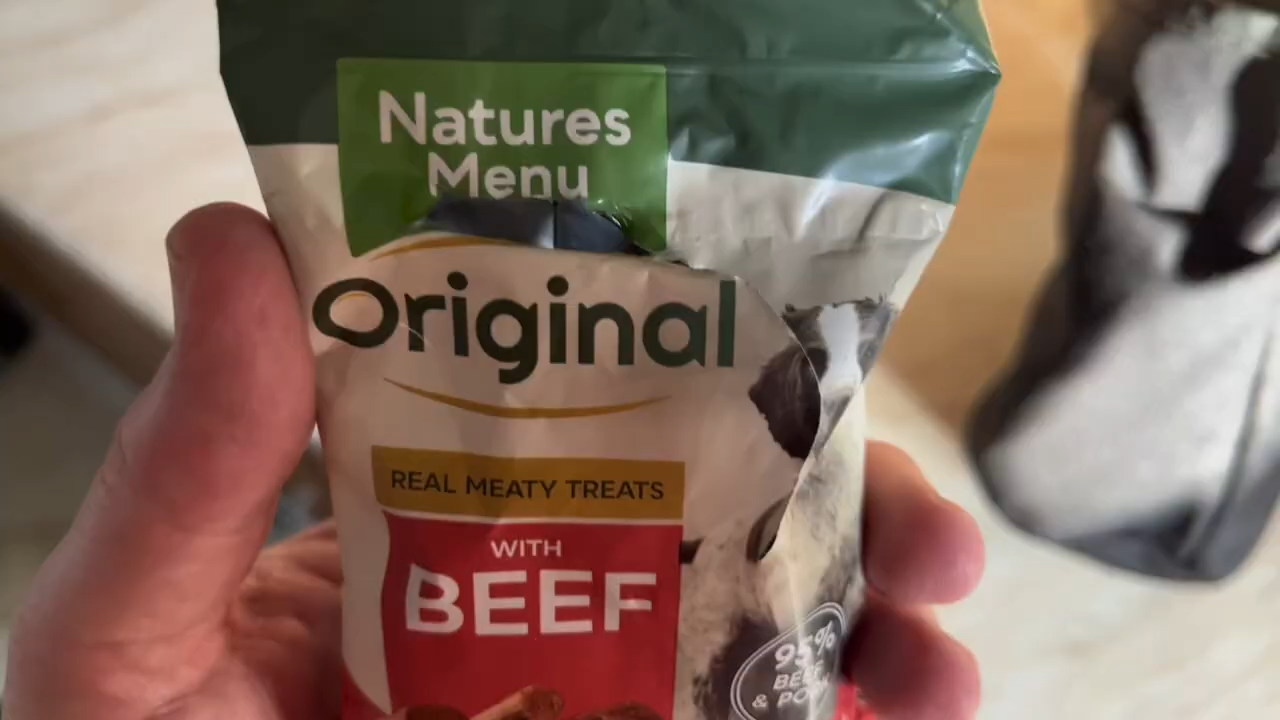 Natures
Menu
Original
REAL MEATY TREATS
WITH
BEEF
95%
BEEF
& PORK